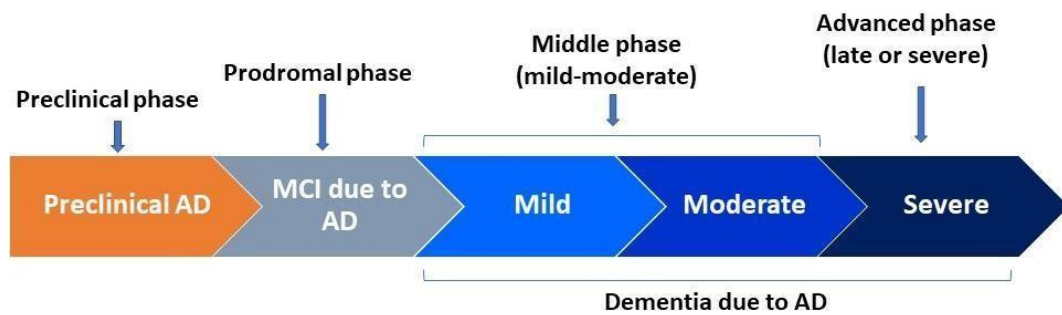 Preclinical phase
Prodromal phase
Middle phase
(mild-moderate)
Advanced phase
(late or severe)
Preclinical AD
MCI due to
AD
Mild
Moderate
Severe
Dementia due to AD